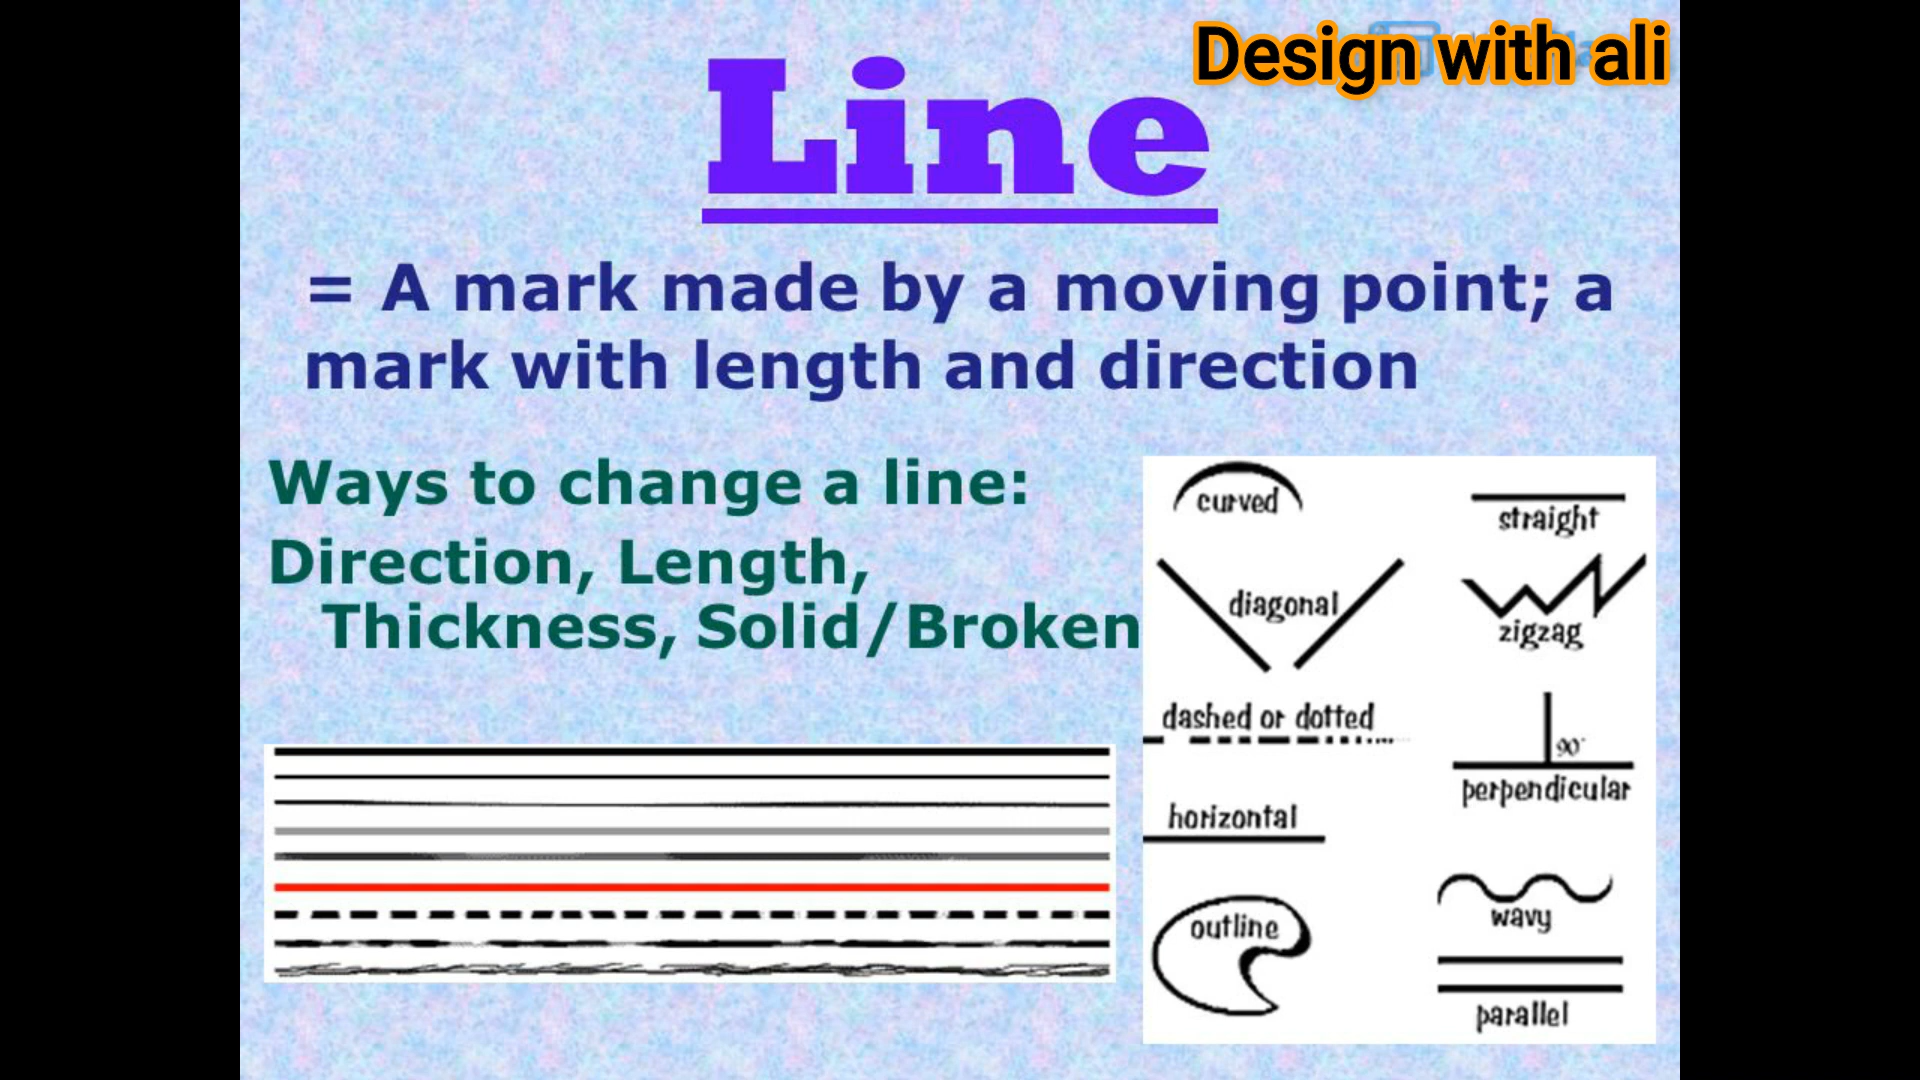 Design with ali
Line
= A mark made by a moving point; a
mark with length and direction
Ways to change a line:
Direction, Length,
Thickness, Solid/Broken
curved
straight
diagonal
zigzag
dashed or dotted
90°
perpendicular
horizontal
outline
wavy
parallel